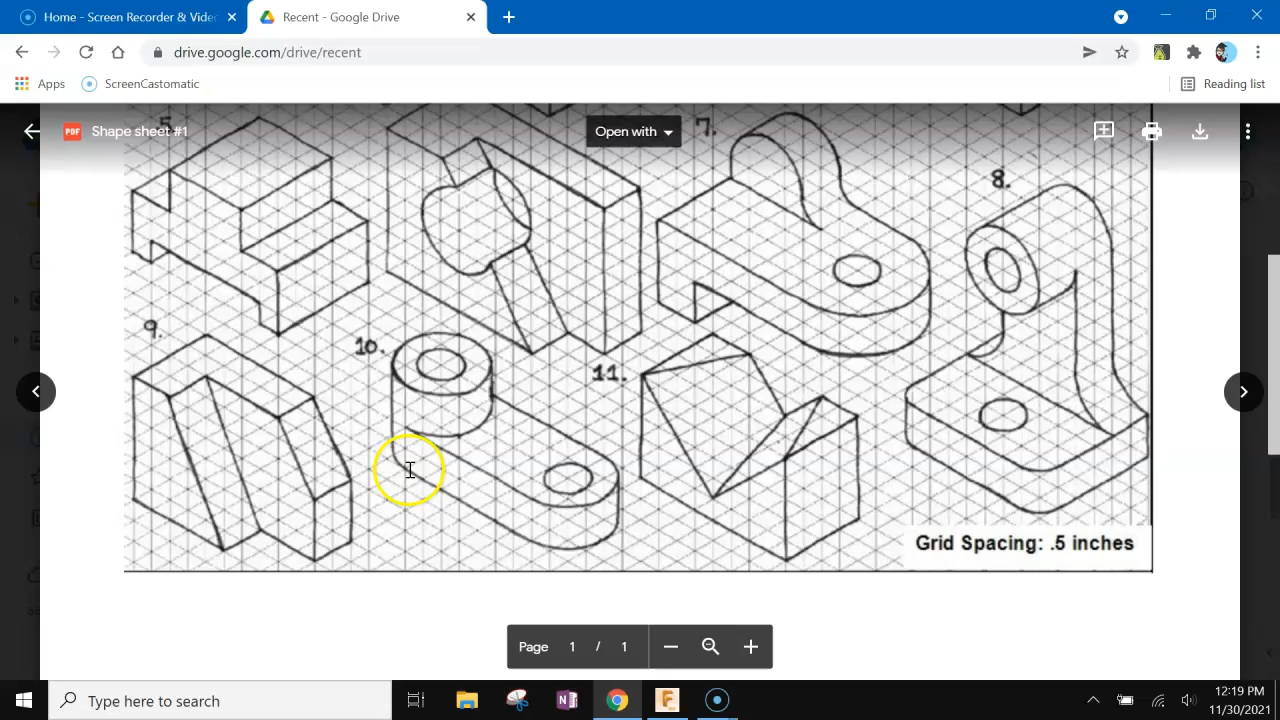 Home - Screen Recorder & Vide
Recent - Google Drive
drive.google.com/drive/recent
Apps
ScreenCastomatic
Reading list
PDF
Shape sheet #1
Open with
5.
7.
8.
9.
10.
11.
Grid Spacing: .5 inches
Page 1 / 1
Type here to search
12:19 PM
11/30/2021